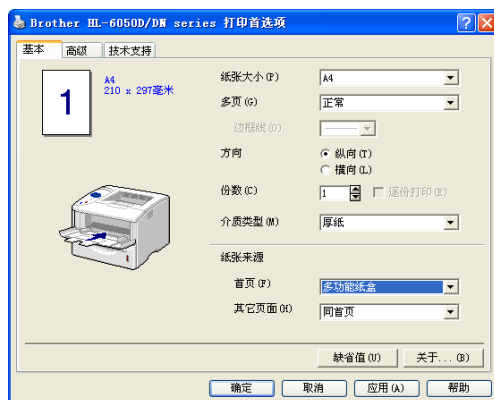 Brother HL-6050D/DN series 打印首选项
基本 高级 技术支持
1
A4
210 x 297毫米
纸张大小(P) A4
多页(G) 正常
边框线(O)
方向 纵向(T)
横向(L)
份数(C) 1 逐份打印(E)
介质类型(M) 厚纸
纸张来源
首页(F) 多功能纸盒
其它页面(H) 同首页
缺省值(U) 关于...(B)
确定 取消 应用(A) 帮助